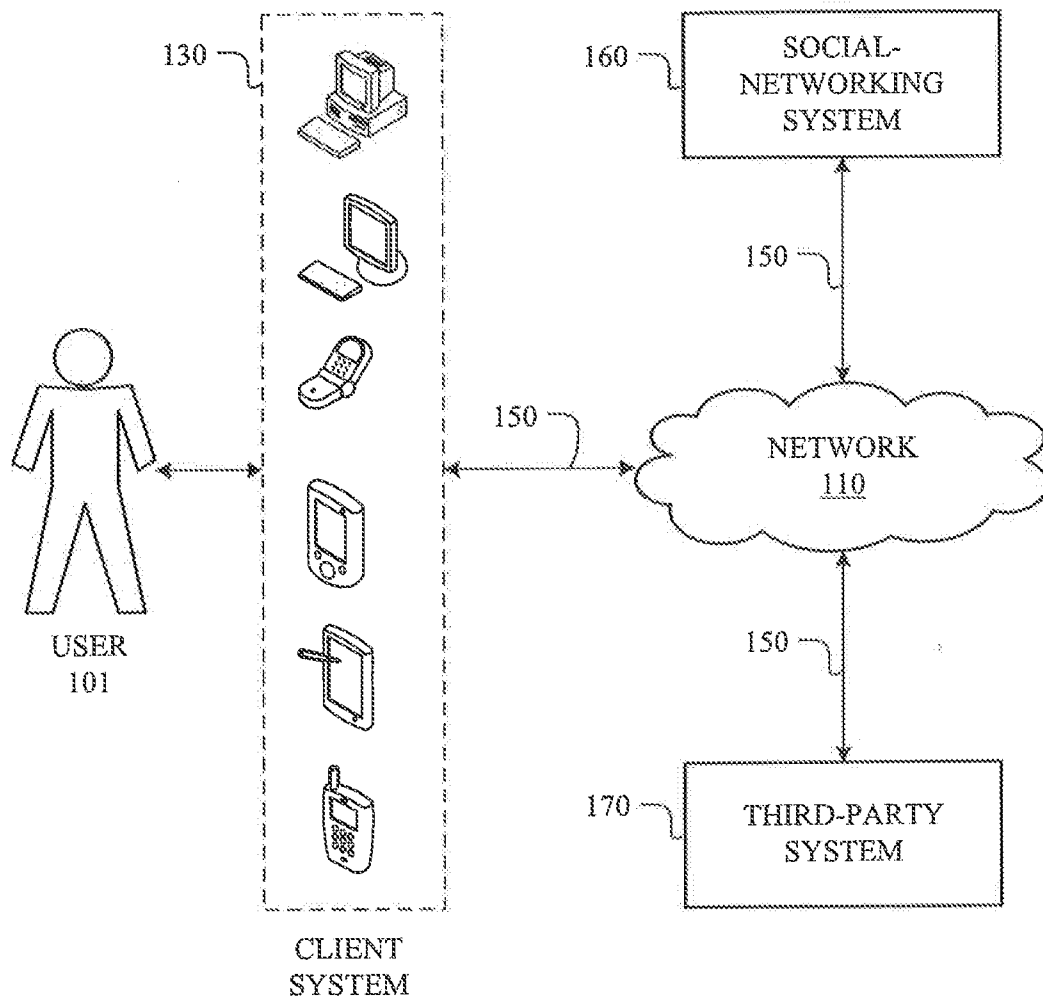 130
160
SOCIAL-
NETWORKING
SYSTEM
150
150
NETWORK
110
USER
101
150
170
THIRD-PARTY
SYSTEM
CLIENT
SYSTEM